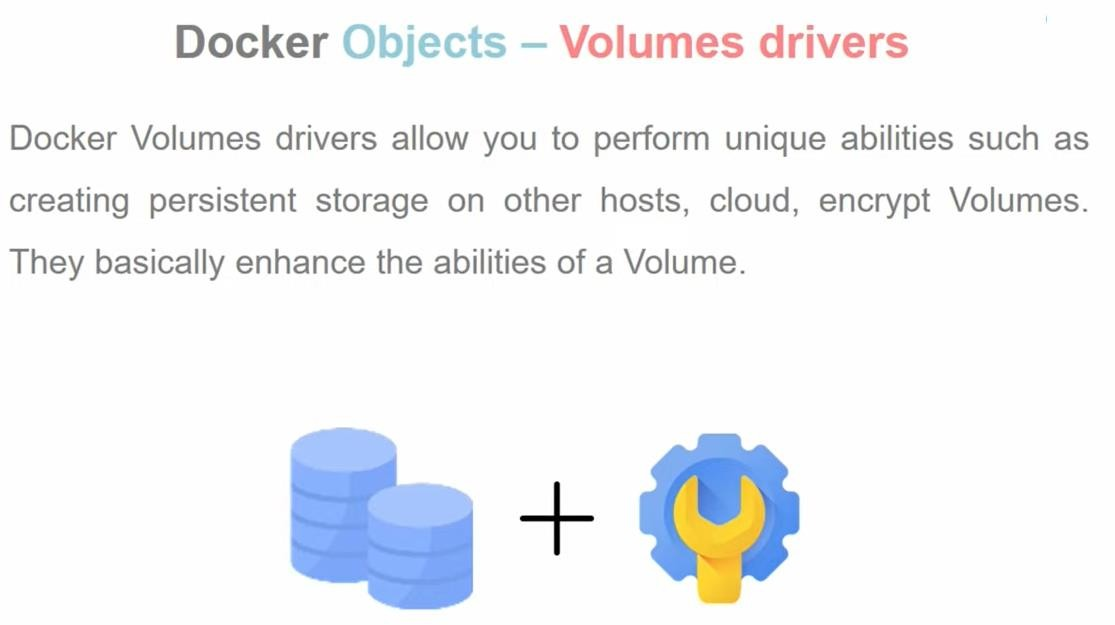 Docker Objects – Volumes drivers
Docker Volumes drivers allow you to perform unique abilities such as
creating persistent storage on other hosts, cloud, encrypt Volumes.
They basically enhance the abilities of a Volume.